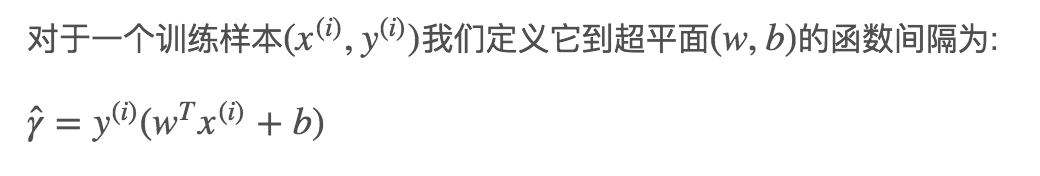 对于一个训练样本(x⁽ⁱ⁾, y⁽ⁱ⁾)我们定义它到超平面(w, b)的函数间隔为:
γ̂ = y⁽ⁱ⁾(wᵀx⁽ⁱ⁾ + b)